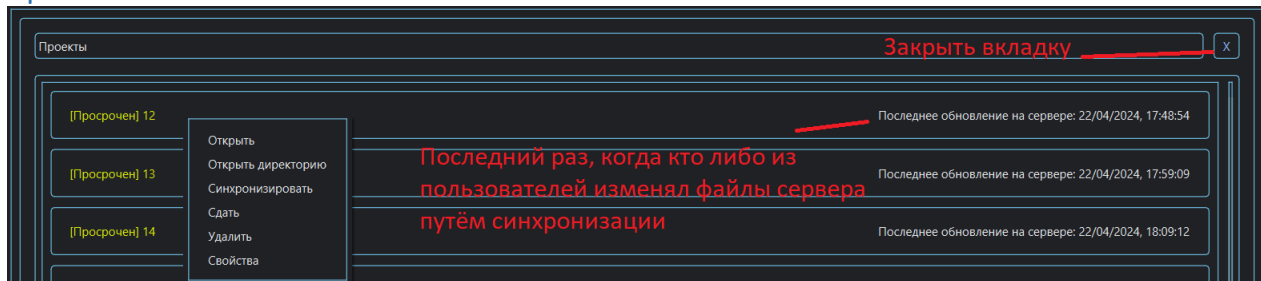 Проекты
Закрыть вкладку
X
[Просрочен] 12
Последнее обновление на сервере: 22/04/2024, 17:48:54
Открыть
Открыть директорию
Синхронизировать
Сдать
Удалить
Свойства
Последний раз, когда кто либо из
пользователей изменял файлы сервера
путём синхронизации
[Просрочен] 13
Последнее обновление на сервере: 22/04/2024, 17:59:09
[Просрочен] 14
Последнее обновление на сервере: 22/04/2024, 18:09:12